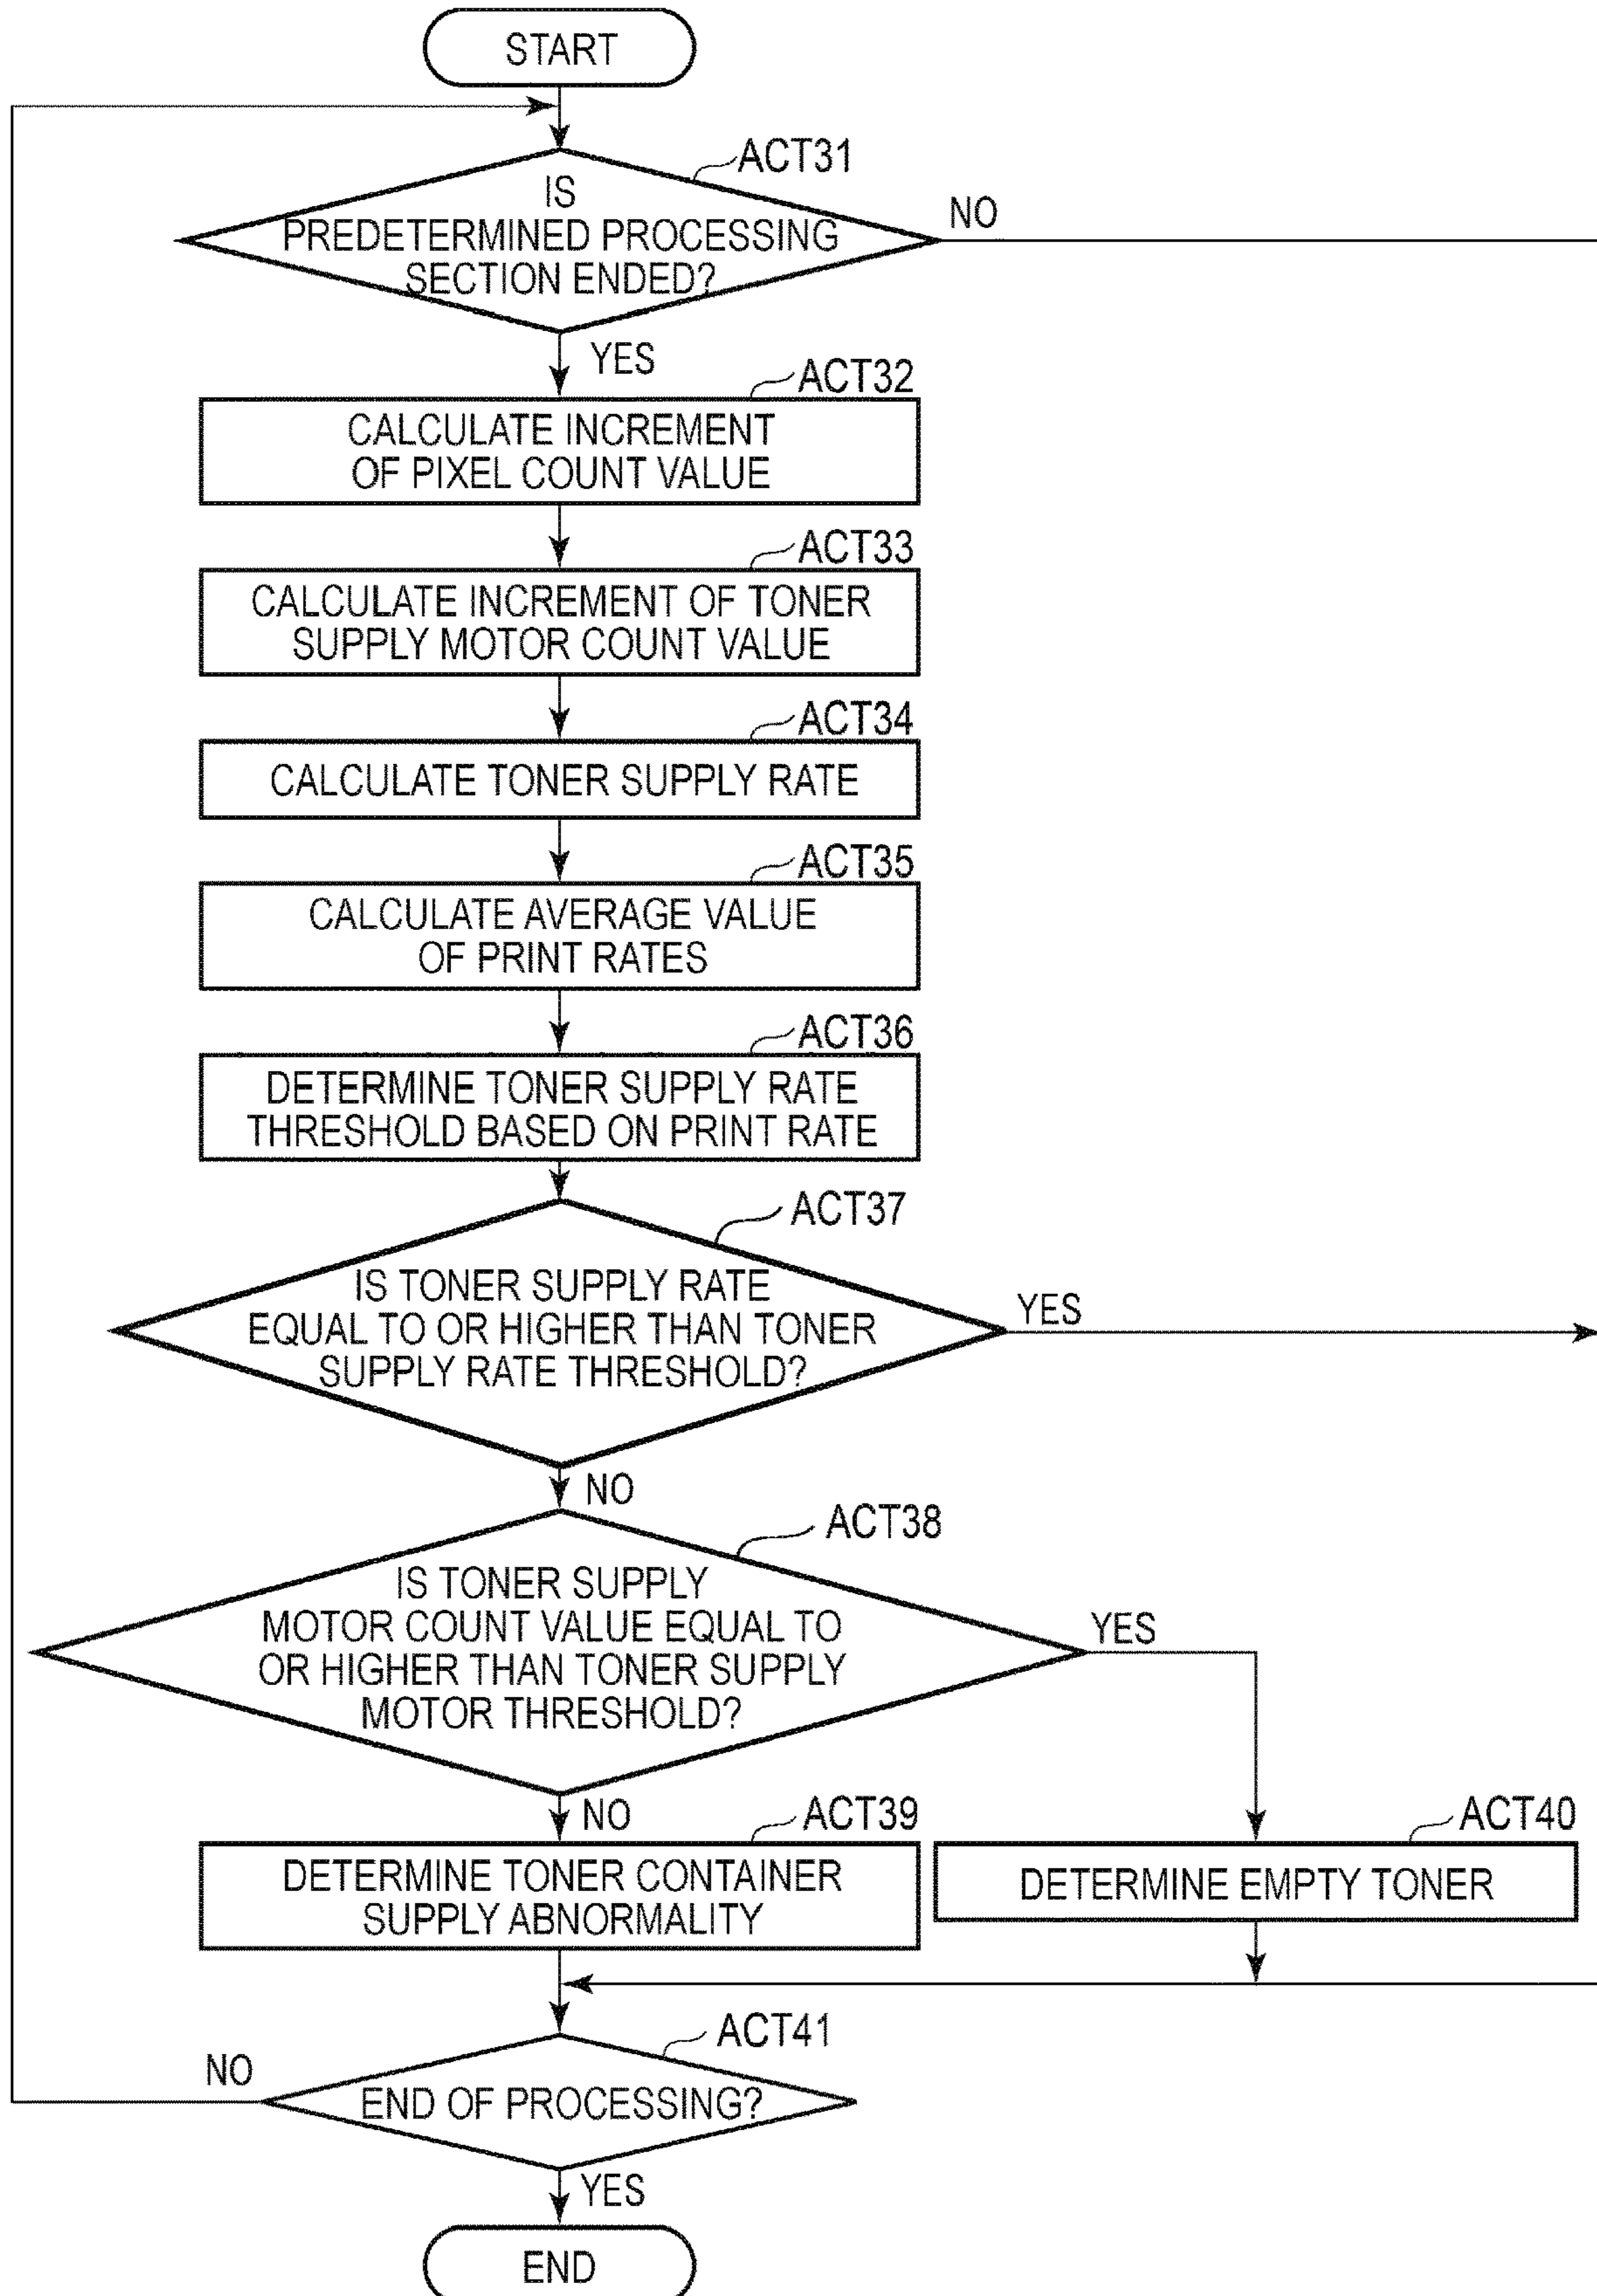 START
ACT31
IS
PREDETERMINED PROCESSING
SECTION ENDED?
NO
YES
ACT32
CALCULATE INCREMENT
OF PIXEL COUNT VALUE
ACT33
CALCULATE INCREMENT OF TONER
SUPPLY MOTOR COUNT VALUE
ACT34
CALCULATE TONER SUPPLY RATE
ACT35
CALCULATE AVERAGE VALUE
OF PRINT RATES
ACT36
DETERMINE TONER SUPPLY RATE
THRESHOLD BASED ON PRINT RATE
ACT37
IS TONER SUPPLY RATE
EQUAL TO OR HIGHER THAN TONER
SUPPLY RATE THRESHOLD?
YES
NO
ACT38
IS TONER SUPPLY
MOTOR COUNT VALUE EQUAL TO
OR HIGHER THAN TONER SUPPLY
MOTOR THRESHOLD?
YES
NO
ACT39
DETERMINE TONER CONTAINER
SUPPLY ABNORMALITY
ACT40
DETERMINE EMPTY TONER
ACT41
NO
END OF PROCESSING?
YES
END